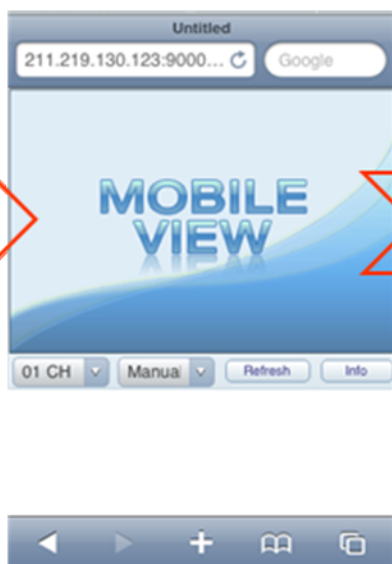 Untitled
211.219.130.123:9000... Google
MOBILE
VIEW
01 CH Manual Refresh Info